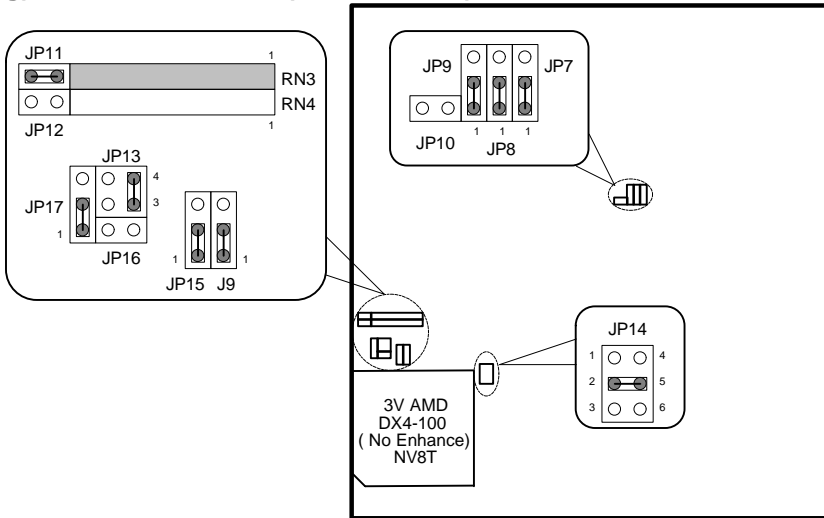 JP11
1
RN3
RN4
JP12
1
JP13
4
JP17
3
1
JP16
1
1
JP15 J9
JP9
JP7
JP10
1 1 1
JP8
JP14
1 4
2 5
3 6
3V AMD
DX4-100
( No Enhance)
NV8T